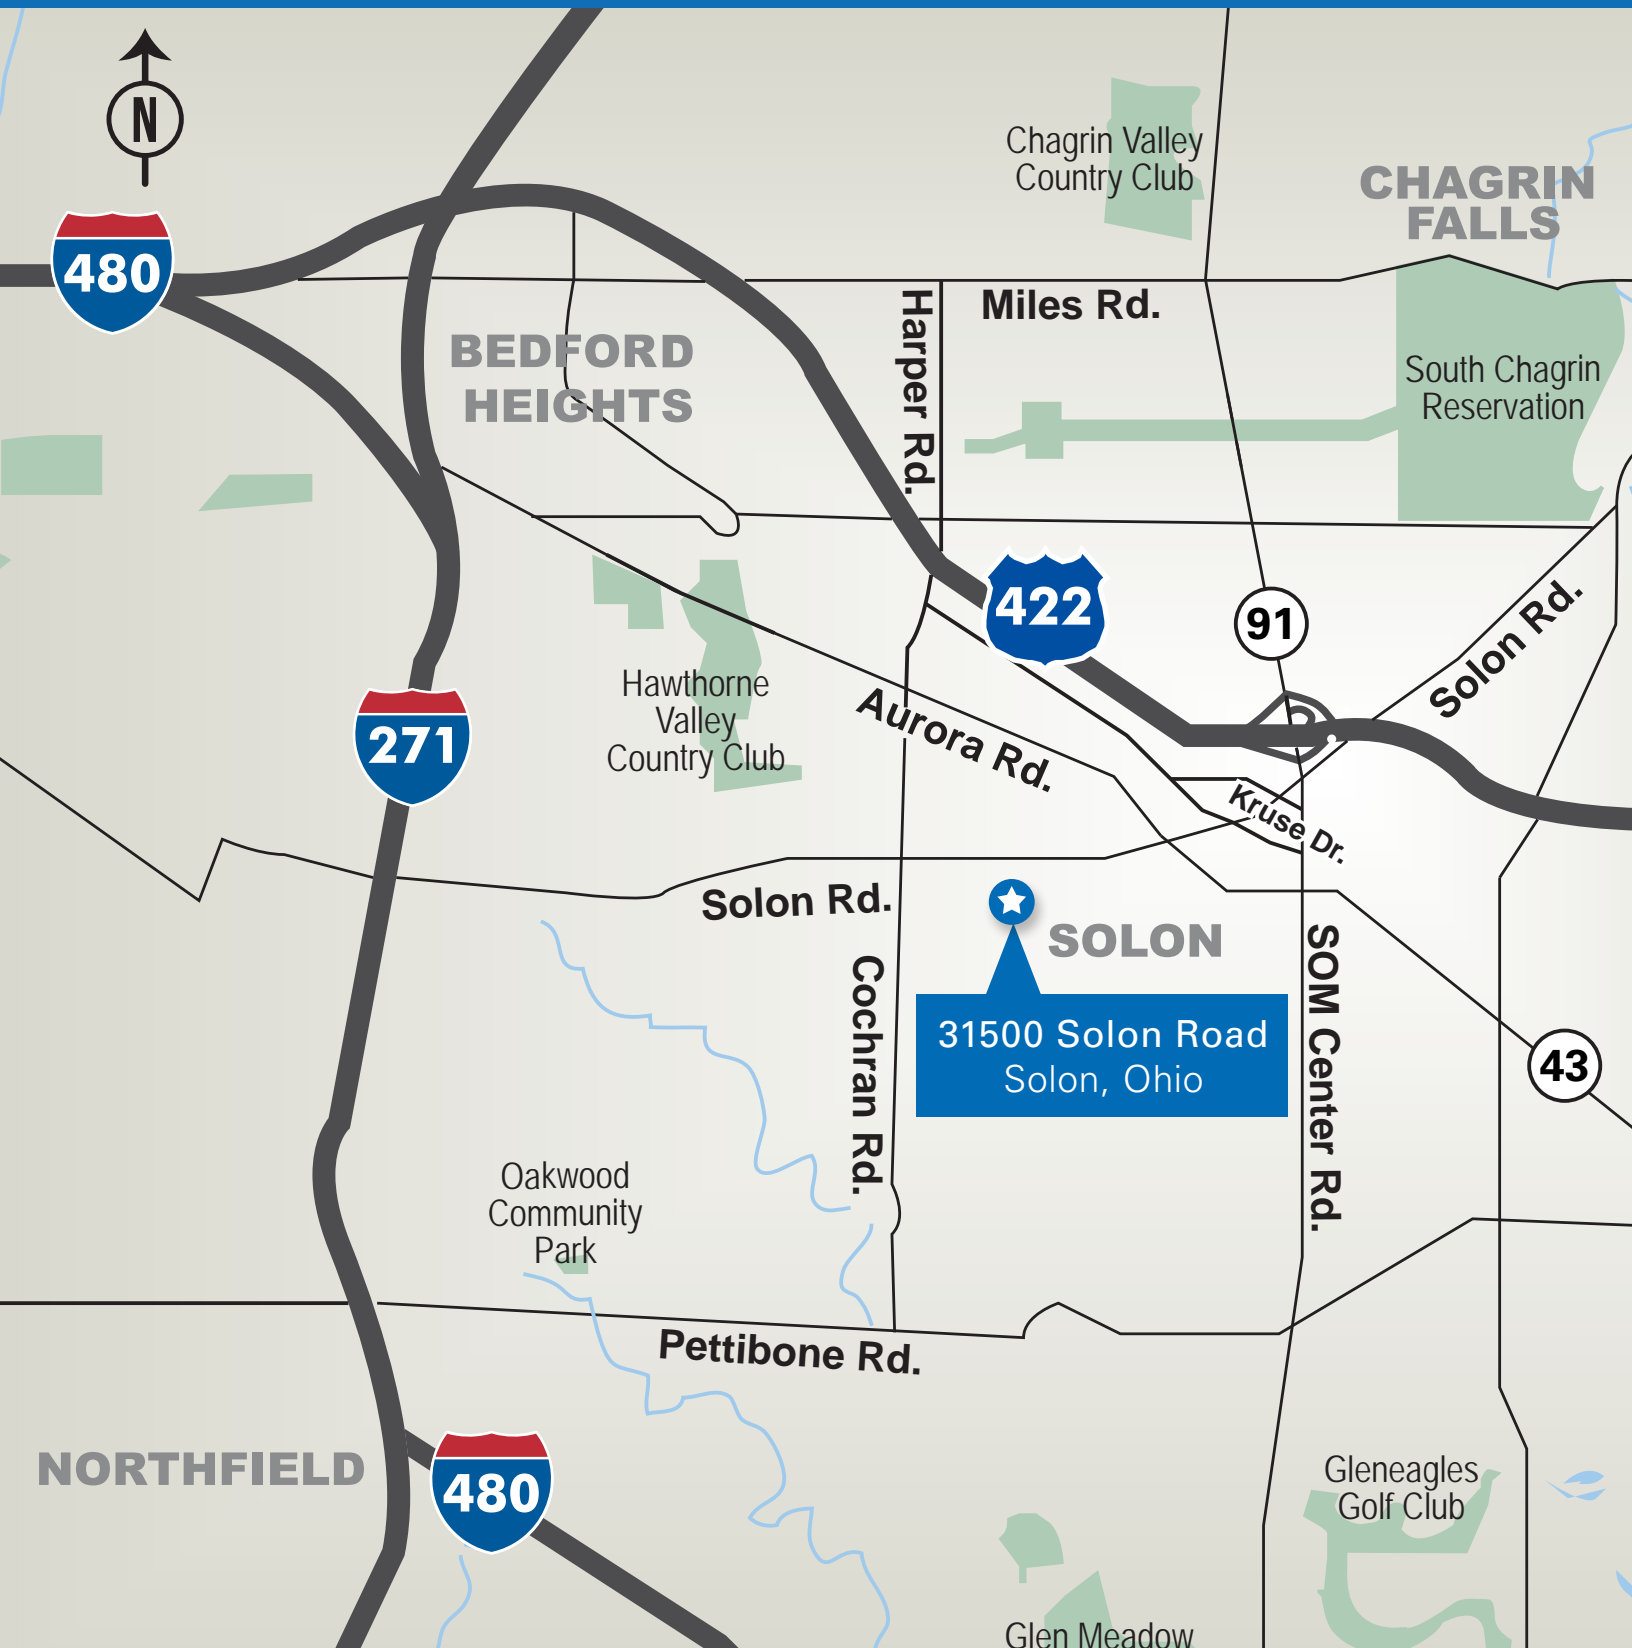 N
Chagrin Valley
Country Club
CHAGRIN
FALLS
480
Harper Rd.
Miles Rd.
BEDFORD
HEIGHTS
South Chagrin
Reservation
422
91
Solon Rd.
Hawthorne
Valley
Country Club
Aurora Rd.
271
Kruse Dr.
Solon Rd.
SOLON
SOM Center Rd.
Cochran Rd.
31500 Solon Road
Solon, Ohio
43
Oakwood
Community
Park
Pettibone Rd.
NORTHFIELD
480
Gleneagles
Golf Club
Glen Meadow